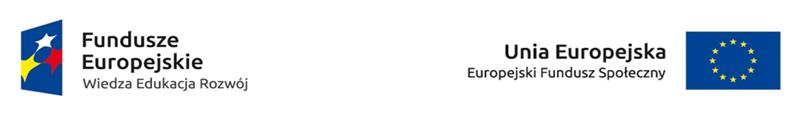 Fundusze
Europejskie
Wiedza Edukacja Rozwój
Unia Europejska
Europejski Fundusz Społeczny